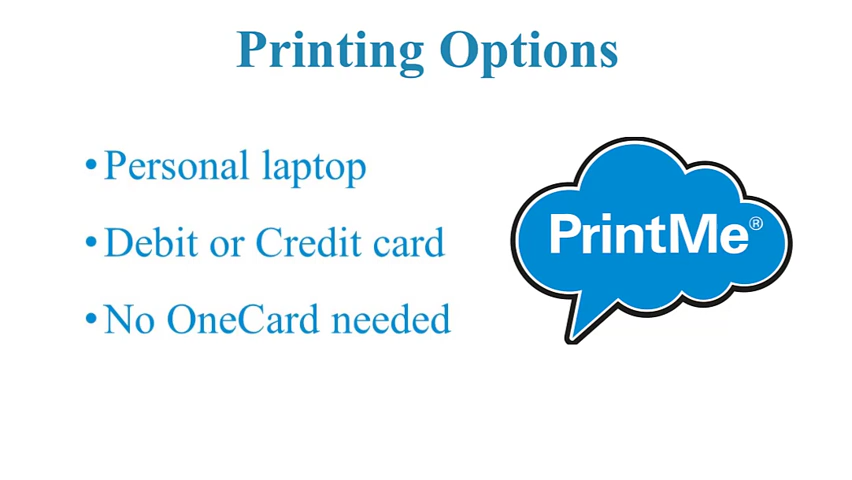 Printing Options
• Personal laptop
• Debit or Credit card
• No OneCard needed
PrintMe®